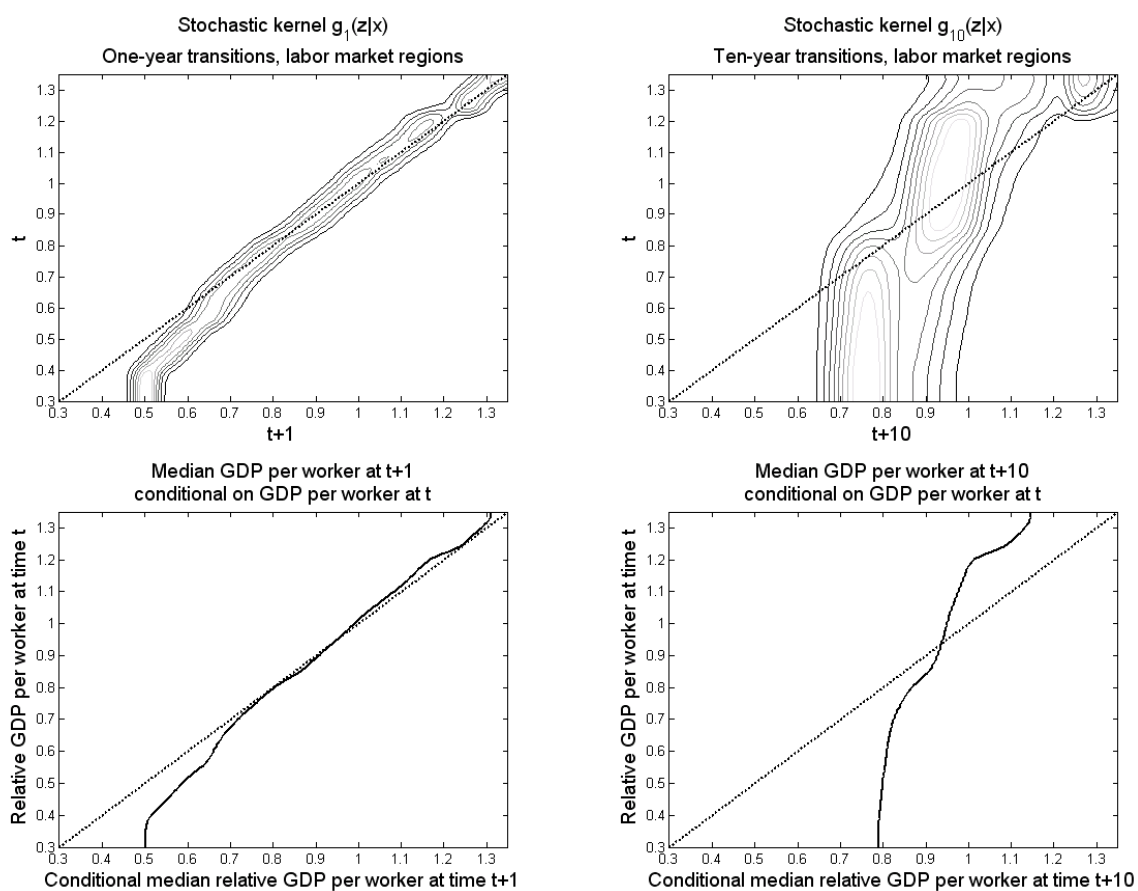 Stochastic kernel g₁(z|x)
One-year transitions, labor market regions
1.3
1.2
1.1
1
0.9
0.8
0.7
0.6
0.5
0.4
0.3
t
0.3 0.4 0.5 0.6 0.7 0.8 0.9 1 1.1 1.2 1.3
t+1
Stochastic kernel g₁₀(z|x)
Ten-year transitions, labor market regions
1.3
1.2
1.1
1
0.9
0.8
0.7
0.6
0.5
0.4
0.3
t
0.3 0.4 0.5 0.6 0.7 0.8 0.9 1 1.1 1.2 1.3
t+10
Median GDP per worker at t+1
conditional on GDP per worker at t
1.3
1.2
1.1
1
0.9
0.8
0.7
0.6
0.5
0.4
0.3
Relative GDP per worker at time t
0.3 0.4 0.5 0.6 0.7 0.8 0.9 1 1.1 1.2 1.3
Conditional median relative GDP per worker at time t+1
Median GDP per worker at t+10
conditional on GDP per worker at t
1.3
1.2
1.1
1
0.9
0.8
0.7
0.6
0.5
0.4
0.3
Relative GDP per worker at time t
0.3 0.4 0.5 0.6 0.7 0.8 0.9 1 1.1 1.2 1.3
Conditional median relative GDP per worker at time t+10